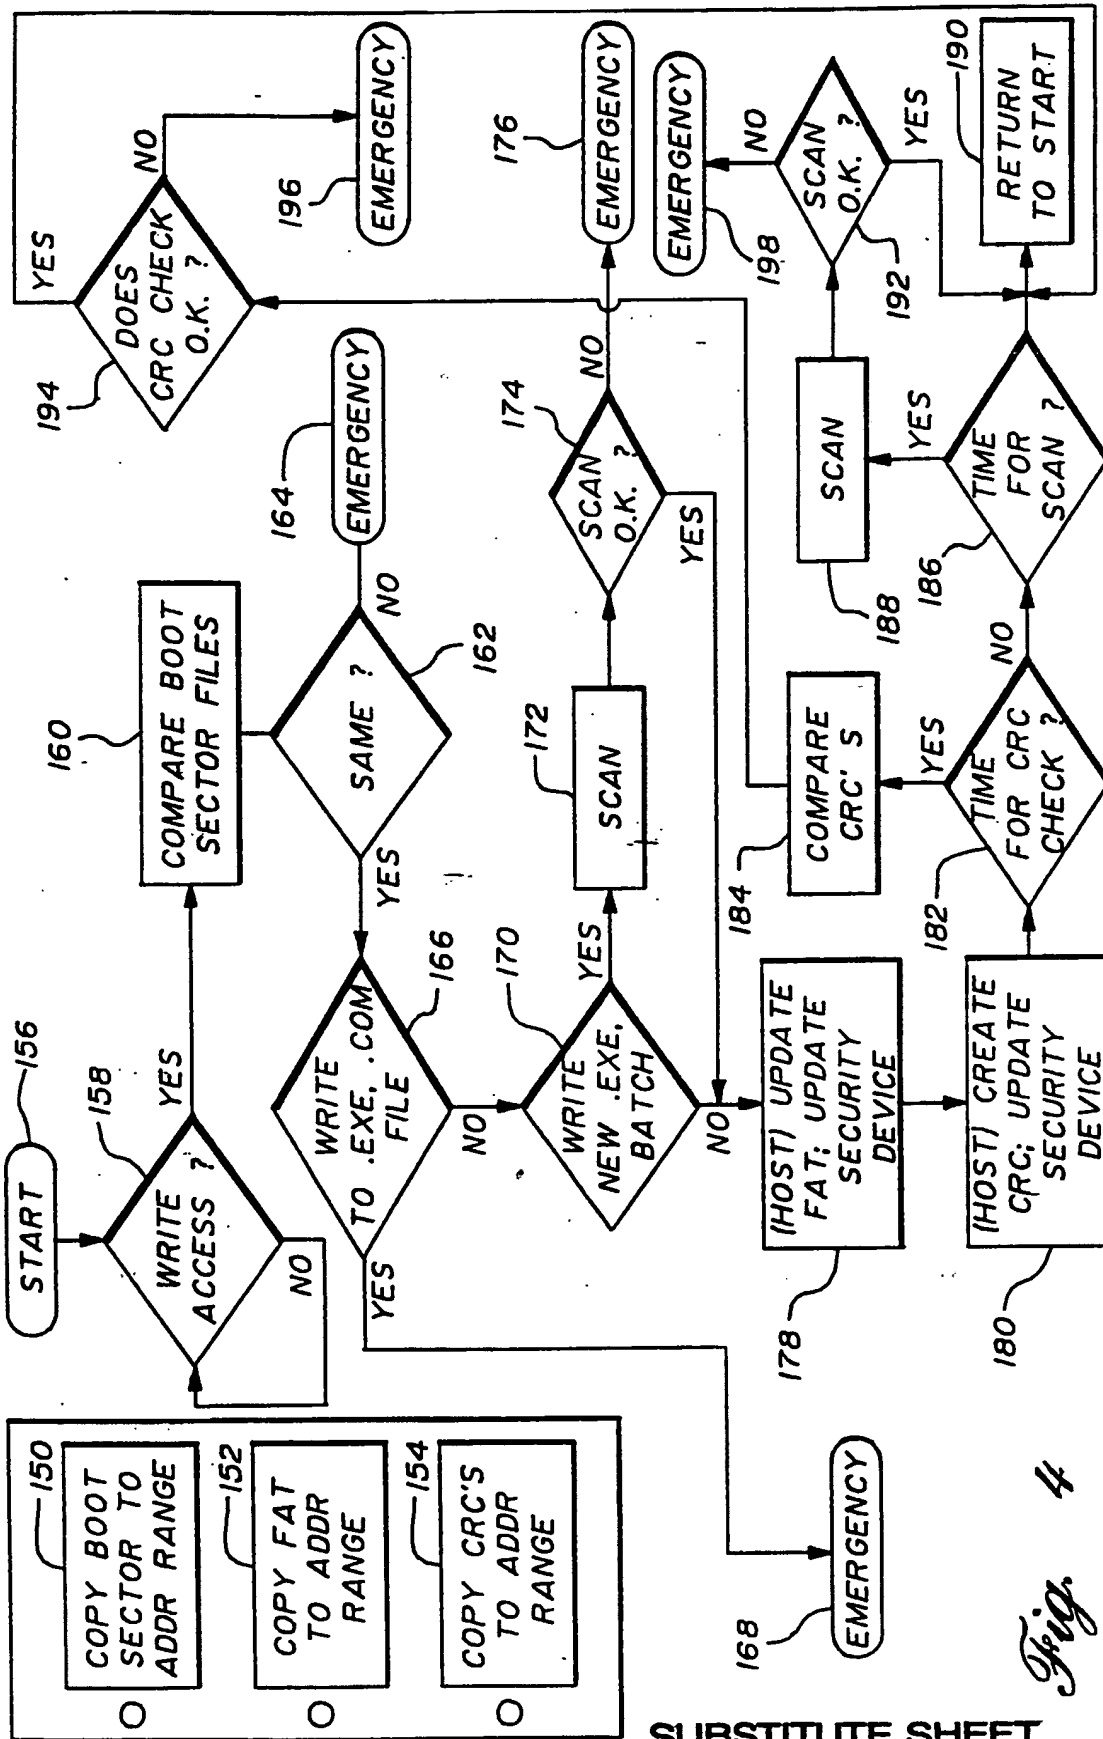 150
COPY BOOT
SECTOR TO
ADDR RANGE
152
COPY FAT
TO ADDR
RANGE
154
COPY CRC'S
TO ADDR
RANGE
START
156
WRITE
ACCESS ?
158
YES
NO
160
COMPARE BOOT
SECTOR FILES
SAME ?
162
NO
YES
164
EMERGENCY
WRITE
TO .EXE, .COM
FILE
166
YES
NO
168
EMERGENCY
WRITE
NEW .EXE,
BATCH
170
YES
NO
172
SCAN
SCAN
O.K. ?
174
NO
YES
176
EMERGENCY
(HOST) UPDATE
FAT; UPDATE
SECURITY
DEVICE
178
(HOST) CREATE
CRC; UPDATE
SECURITY
DEVICE
180
TIME
FOR CRC
CHECK ?
182
YES
NO
184
COMPARE
CRC'S
TIME
FOR
SCAN ?
186
YES
SCAN
188
SCAN
O.K. ?
192
NO
YES
EMERGENCY
198
RETURN
TO START
190
DOES
CRC CHECK
O.K. ?
194
YES
NO
196
EMERGENCY
Fig. 4
SUBSTITUTE SHEET